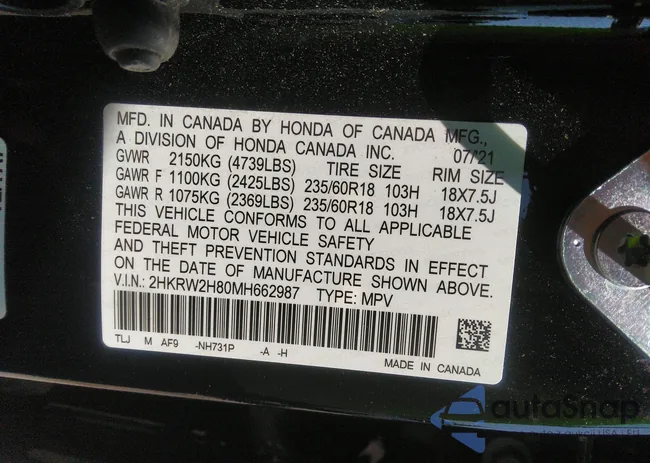 MFD. IN CANADA BY HONDA OF CANADA MFG.,
A DIVISION OF HONDA CANADA INC. 07/'21
GVWR 2150KG (4739LBS) TIRE SIZE RIM SIZE
GAWR F 1100KG (2425LBS) 235/60R18 103H 18X7.5J
GAWR R 1075KG (2369LBS) 235/60R18 103H 18X7.5J
THIS VEHICLE CONFORMS TO ALL APPLICABLE
FEDERAL MOTOR VEHICLE SAFETY
AND THEFT PREVENTION STANDARDS IN EFFECT
ON THE DATE OF MANUFACTURE SHOWN ABOVE.
V.I.N.: 2HKRW2H80MH662987 TYPE: MPV
TLJ M AF9 -NH731P -A -H
MADE IN CANADA
autoSnap